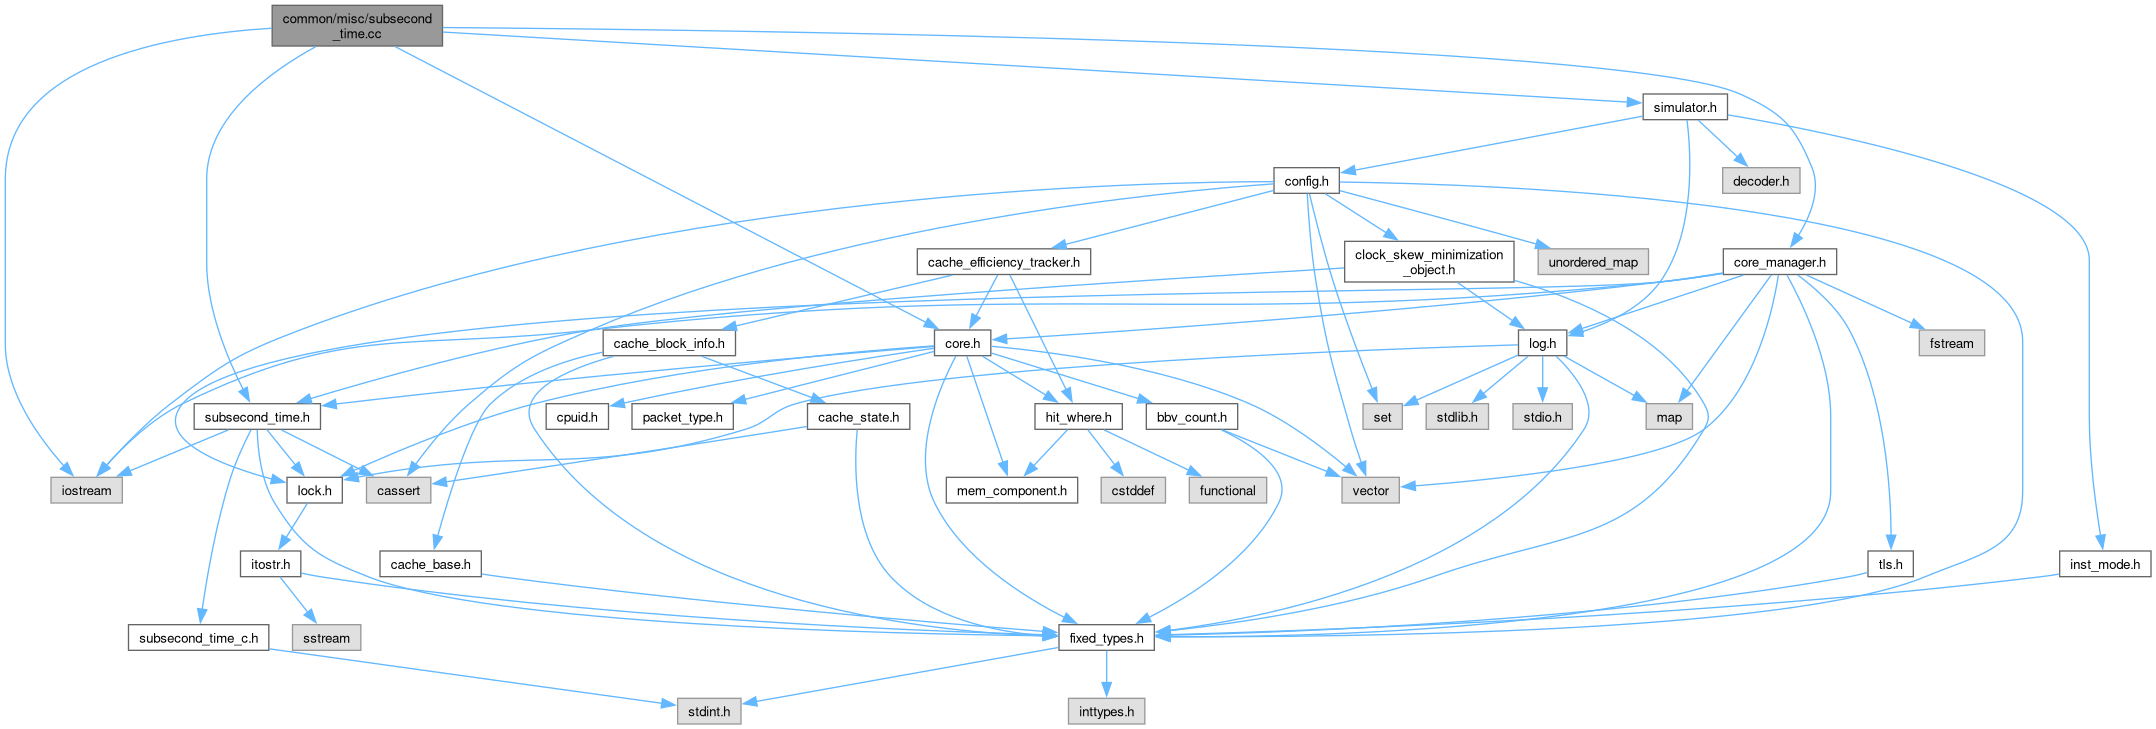 common/misc/subsecond
_time.cc
simulator.h
config.h
decoder.h
cache_efficiency_tracker.h
clock_skew_minimization
_object.h
unordered_map
core_manager.h
cache_block_info.h
core.h
log.h
fstream
subsecond_time.h
cpuid.h
packet_type.h
cache_state.h
hit_where.h
bbv_count.h
set
stdlib.h
stdio.h
map
iostream
lock.h
cassert
mem_component.h
cstddef
functional
vector
itostr.h
cache_base.h
tls.h
inst_mode.h
subsecond_time_c.h
sstream
fixed_types.h
stdint.h
inttypes.h